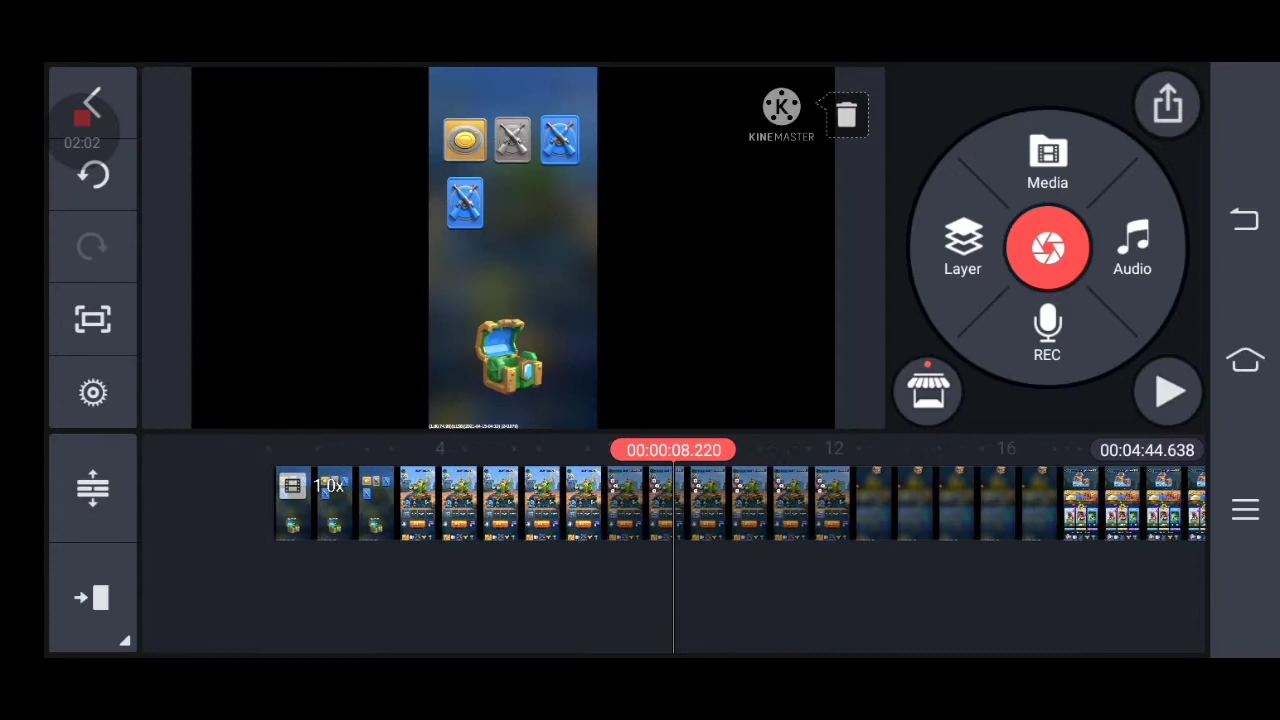 02:02
KINEMASTER
Media
Layer
Audio
REC
4
00:00:08.220
12
16
00:04:44.638
1.0x